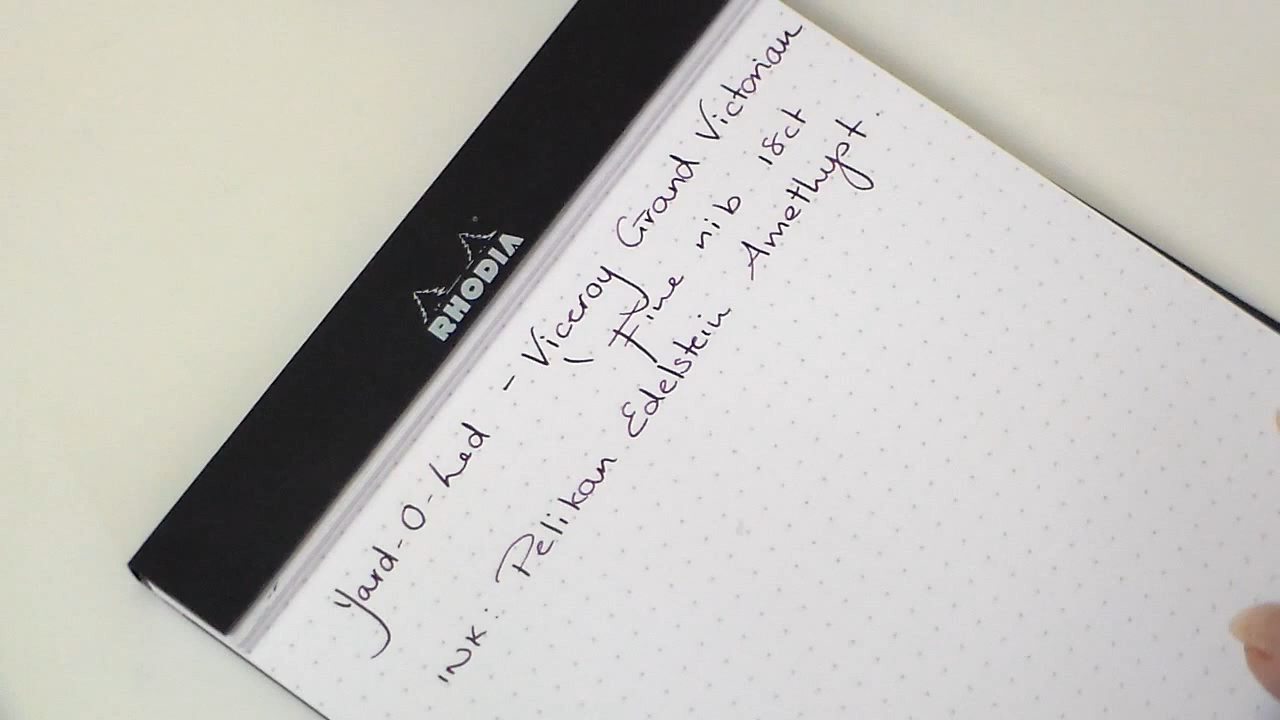 RHODIA
Yard-O-Led - Viceroy Grand Victorian
Fine nib 18ct
INK: Pelikan Edelstein Amethyst.